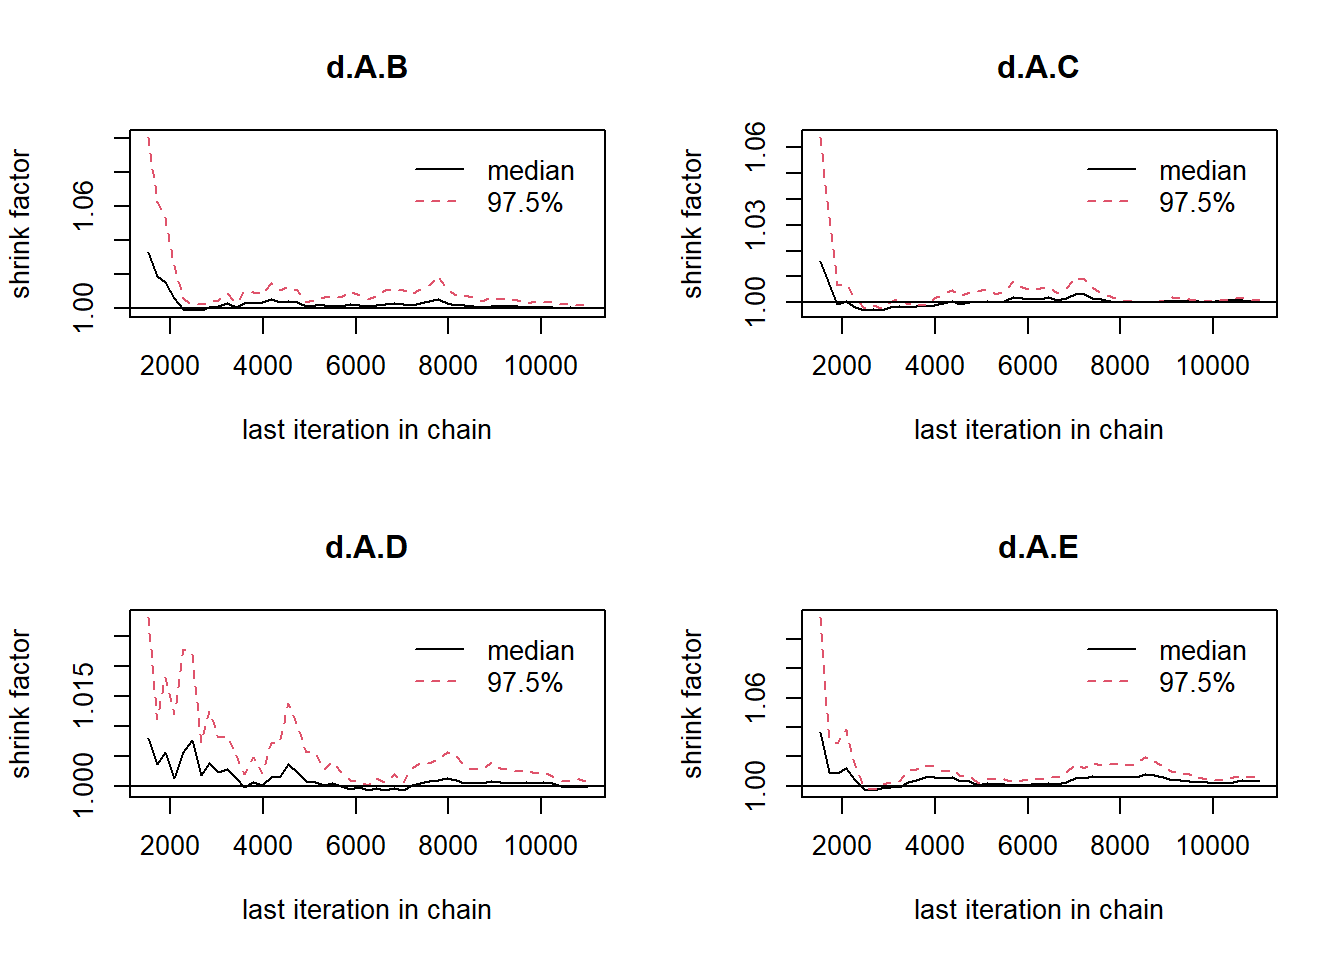 d.A.B
shrink factor
1.00 1.06
median
97.5%
2000 4000 6000 8000 10000
last iteration in chain
d.A.C
shrink factor
1.00 1.03 1.06
median
97.5%
2000 4000 6000 8000 10000
last iteration in chain
d.A.D
shrink factor
1.000 1.015
median
97.5%
2000 4000 6000 8000 10000
last iteration in chain
d.A.E
shrink factor
1.00 1.06
median
97.5%
2000 4000 6000 8000 10000
last iteration in chain